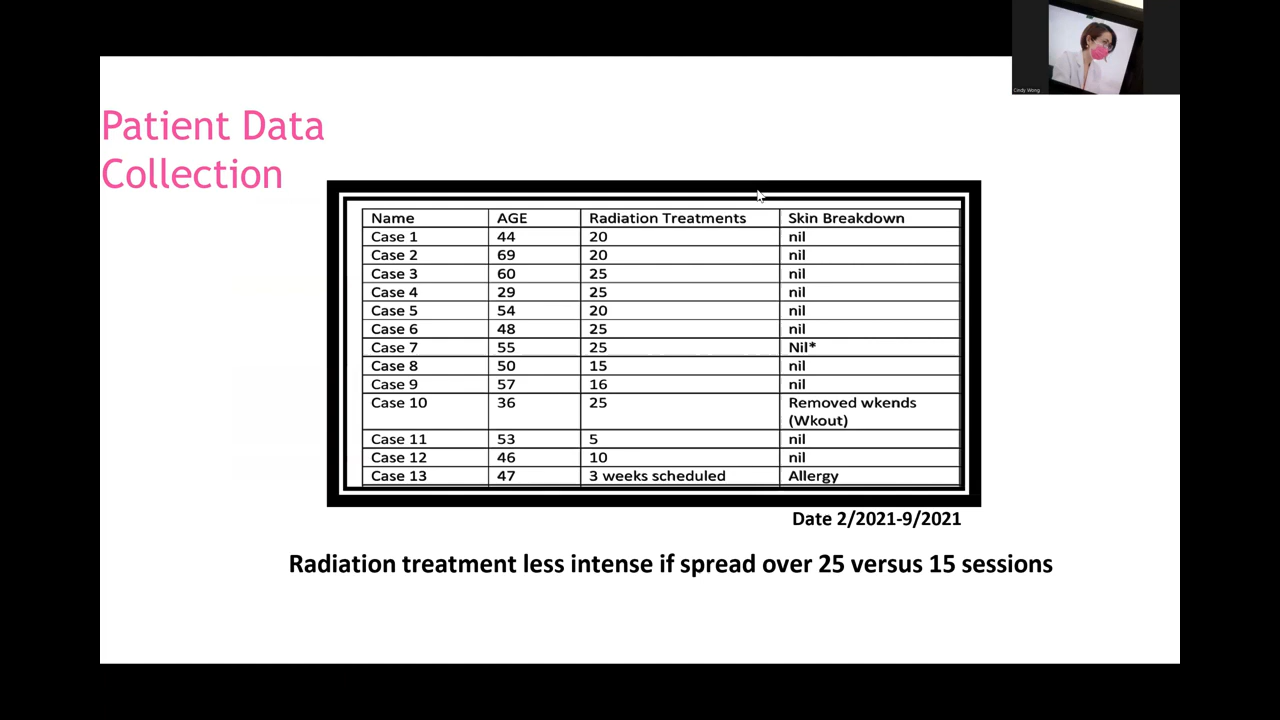 Cindy Wong
Patient Data
Collection
Name AGE Radiation Treatments Skin Breakdown
Case 1 44 20 nil
Case 2 69 20 nil
Case 3 60 25 nil
Case 4 29 25 nil
Case 5 54 20 nil
Case 6 48 25 nil
Case 7 55 25 Nil*
Case 8 50 15 nil
Case 9 57 16 nil
Case 10 36 25 Removed wkends
(Wkout)
Case 11 53 5 nil
Case 12 46 10 nil
Case 13 47 3 weeks scheduled Allergy
Date 2/2021-9/2021
Radiation treatment less intense if spread over 25 versus 15 sessions